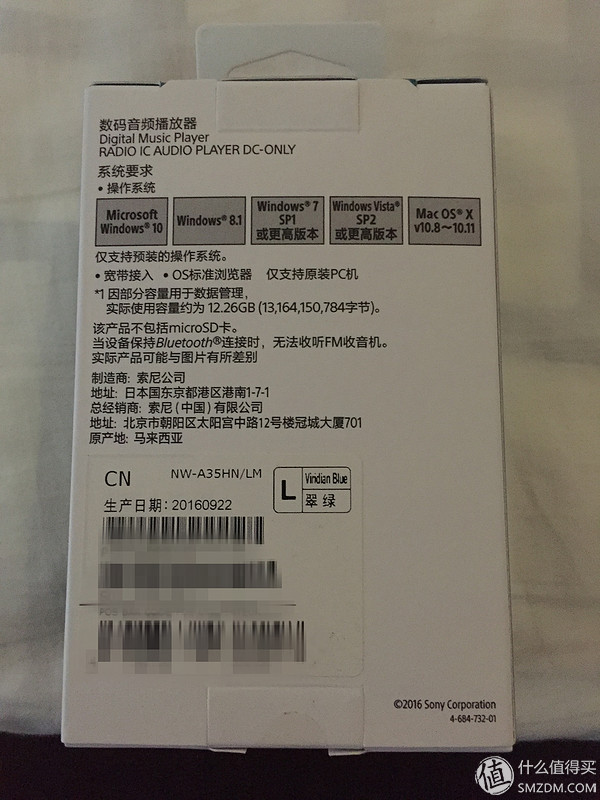 数码音频播放器
Digital Music Player
RADIO IC AUDIO PLAYER DC-ONLY
系统要求
• 操作系统
Microsoft Windows® 10
Windows® 8.1
Windows® 7 SP1 或更高版本
Windows Vista® SP2 或更高版本
Mac OS® X v10.8～10.11
仅支持预装的操作系统。
• 宽带接入 • OS标准浏览器 仅支持原装PC机
*1 因部分容量用于数据管理，
实际使用容量约为 12.26GB (13,164,150,784字节)。
该产品不包括microSD卡。
当设备保持Bluetooth®连接时，无法收听FM收音机。
实际产品可能与图片有所差别
制造商: 索尼公司
地址: 日本国东京都港区港南1-7-1
总经销商: 索尼 (中国) 有限公司
地址: 北京市朝阳区太阳宫中路12号楼冠城大厦701
原产地: 马来西亚
CN NW-A35HN/LM
L Viridian Blue
翠 绿
生产日期: 20160922
©2016 Sony Corporation
4-684-732-01
值 什么值得买
SMZDM.COM